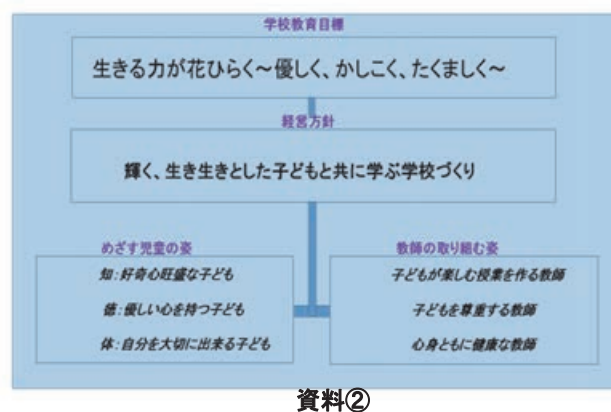 学校教育目標
生きる力が花ひらく～優しく、かしこく、たくましく～
経営方針
輝く、生き生きとした子どもと共に学ぶ学校づくり
めざす児童の姿
知：好奇心旺盛な子ども
徳：優しい心を持つ子ども
体：自分を大切に出来る子ども
教師の取り組む姿
子どもが楽しむ授業を作る教師
子どもを尊重する教師
心身ともに健康な教師
資料②